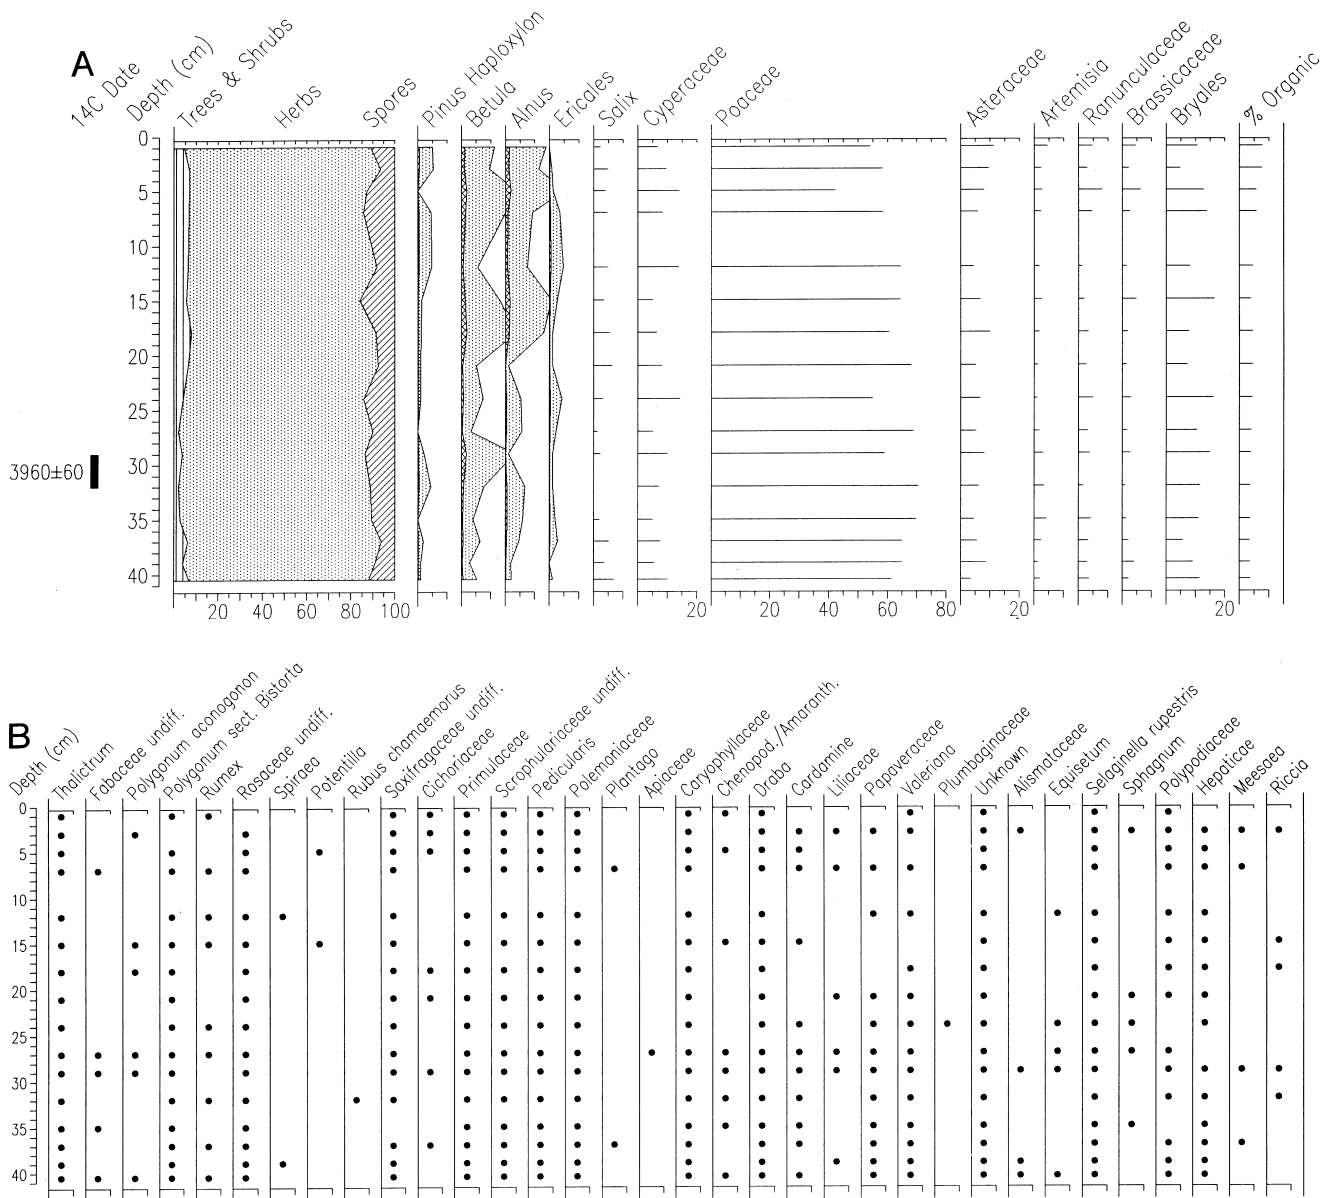 A
14C Date
Depth (cm)
Trees & Shrubs
Herbs
Spores
Pinus Haploxylon
Betula
Alnus
Ericales
Salix
Cyperaceae
Poaceae
Asteraceae
Artemisia
Ranunculaceae
Brassicaceae
Bryales
% Organic
0
5
10
15
20
25
30
35
40
3960±60
20 40 60 80 100 20 20 40 60 80 20 20
B
Depth (cm)
Thalictrum
Fabaceae undiff.
Polygonum aconogonon
Polygonum sect. Bistorta
Rumex
Rosaceae undiff.
Spiraea
Potentilla
Rubus chamaemorus
Saxifragaceae undiff.
Cichoriaceae
Primulaceae
Scrophulariaceae undiff.
Pedicularis
Polemoniaceae
Plantago
Apiaceae
Caryophyllaceae
Chenopod./Amaranth.
Draba
Cardamine
Liliaceae
Papaveraceae
Valeriana
Plumbaginaceae
Unknown
Alismataceae
Equisetum
Selaginella rupestris
Sphagnum
Polypodiaceae
Hepaticae
Meesaea
Riccia
0
5
10
15
20
25
30
35
40